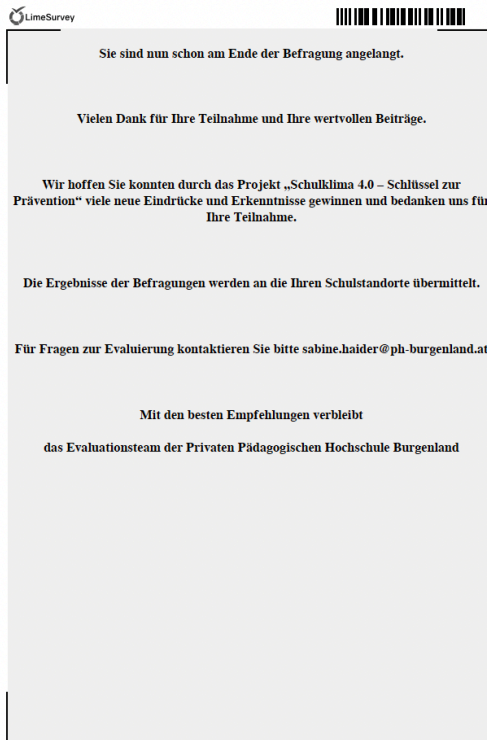 LimeSurvey
Sie sind nun schon am Ende der Befragung angelangt.
Vielen Dank für Ihre Teilnahme und Ihre wertvollen Beiträge.
Wir hoffen Sie konnten durch das Projekt „Schulklima 4.0 – Schlüssel zur
Prävention“ viele neue Eindrücke und Erkenntnisse gewinnen und bedanken uns für
Ihre Teilnahme.
Die Ergebnisse der Befragungen werden an die Ihren Schulstandorte übermittelt.
Für Fragen zur Evaluierung kontaktieren Sie bitte sabine.haider@ph-burgenland.at
Mit den besten Empfehlungen verbleibt
das Evaluationsteam der Privaten Pädagogischen Hochschule Burgenland